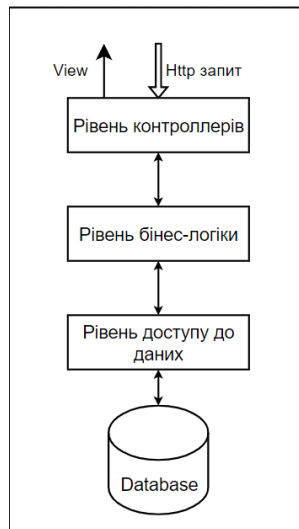 View
Http запит
Рівень контроллерів
Рівень бінес-логіки
Рівень доступу до
даних
Database